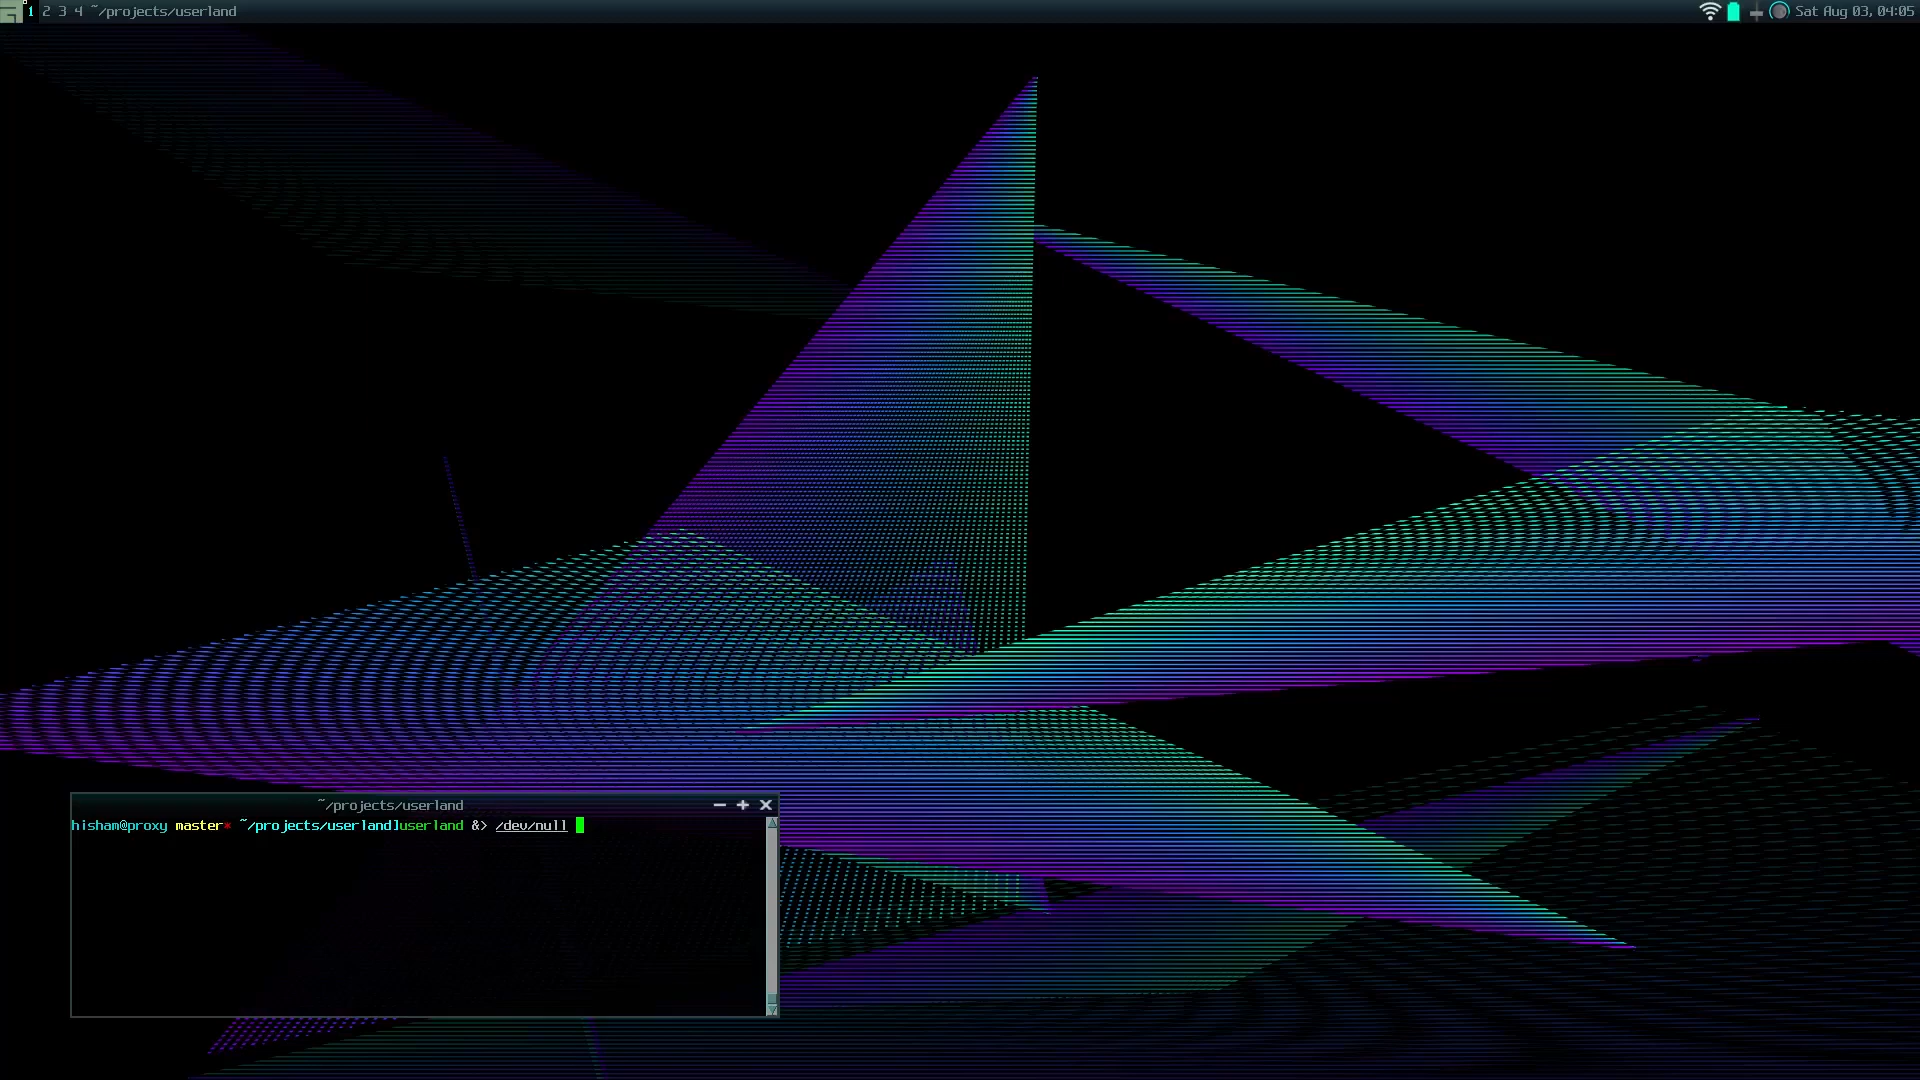 1 2 3 4 ~/projects/userland
Sat Aug 03, 04:05
~/projects/userland
hisham@proxy master* ~/projects/userland]userland &> /dev/null